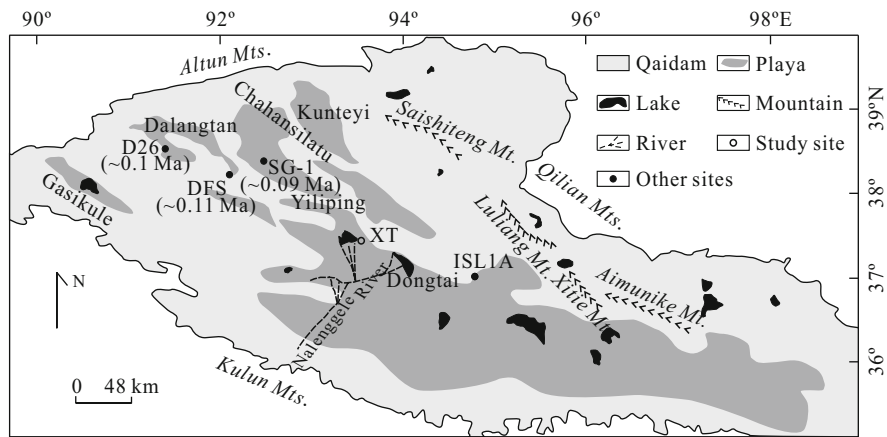 90° 92° 94° 96° 98°E
Altun Mts.
Qaidam Playa
Lake Mountain
River Study site
Other sites
39°N
38°N
37°N
36°N
Dalangtan
D26
(~0.1 Ma)
Chahansilatu
Kunteyi
Saishiteng Mt.
SG-1
(~0.09 Ma)
DFS
(~0.11 Ma)
Gasikule
Yiliping
Qilian Mts.
XT
Luliang Mt.
ISL1A
Dongtai
Xitie Mt.
Aimunike Mt.
Nalenggele River
N
Kulun Mts.
0 48 km